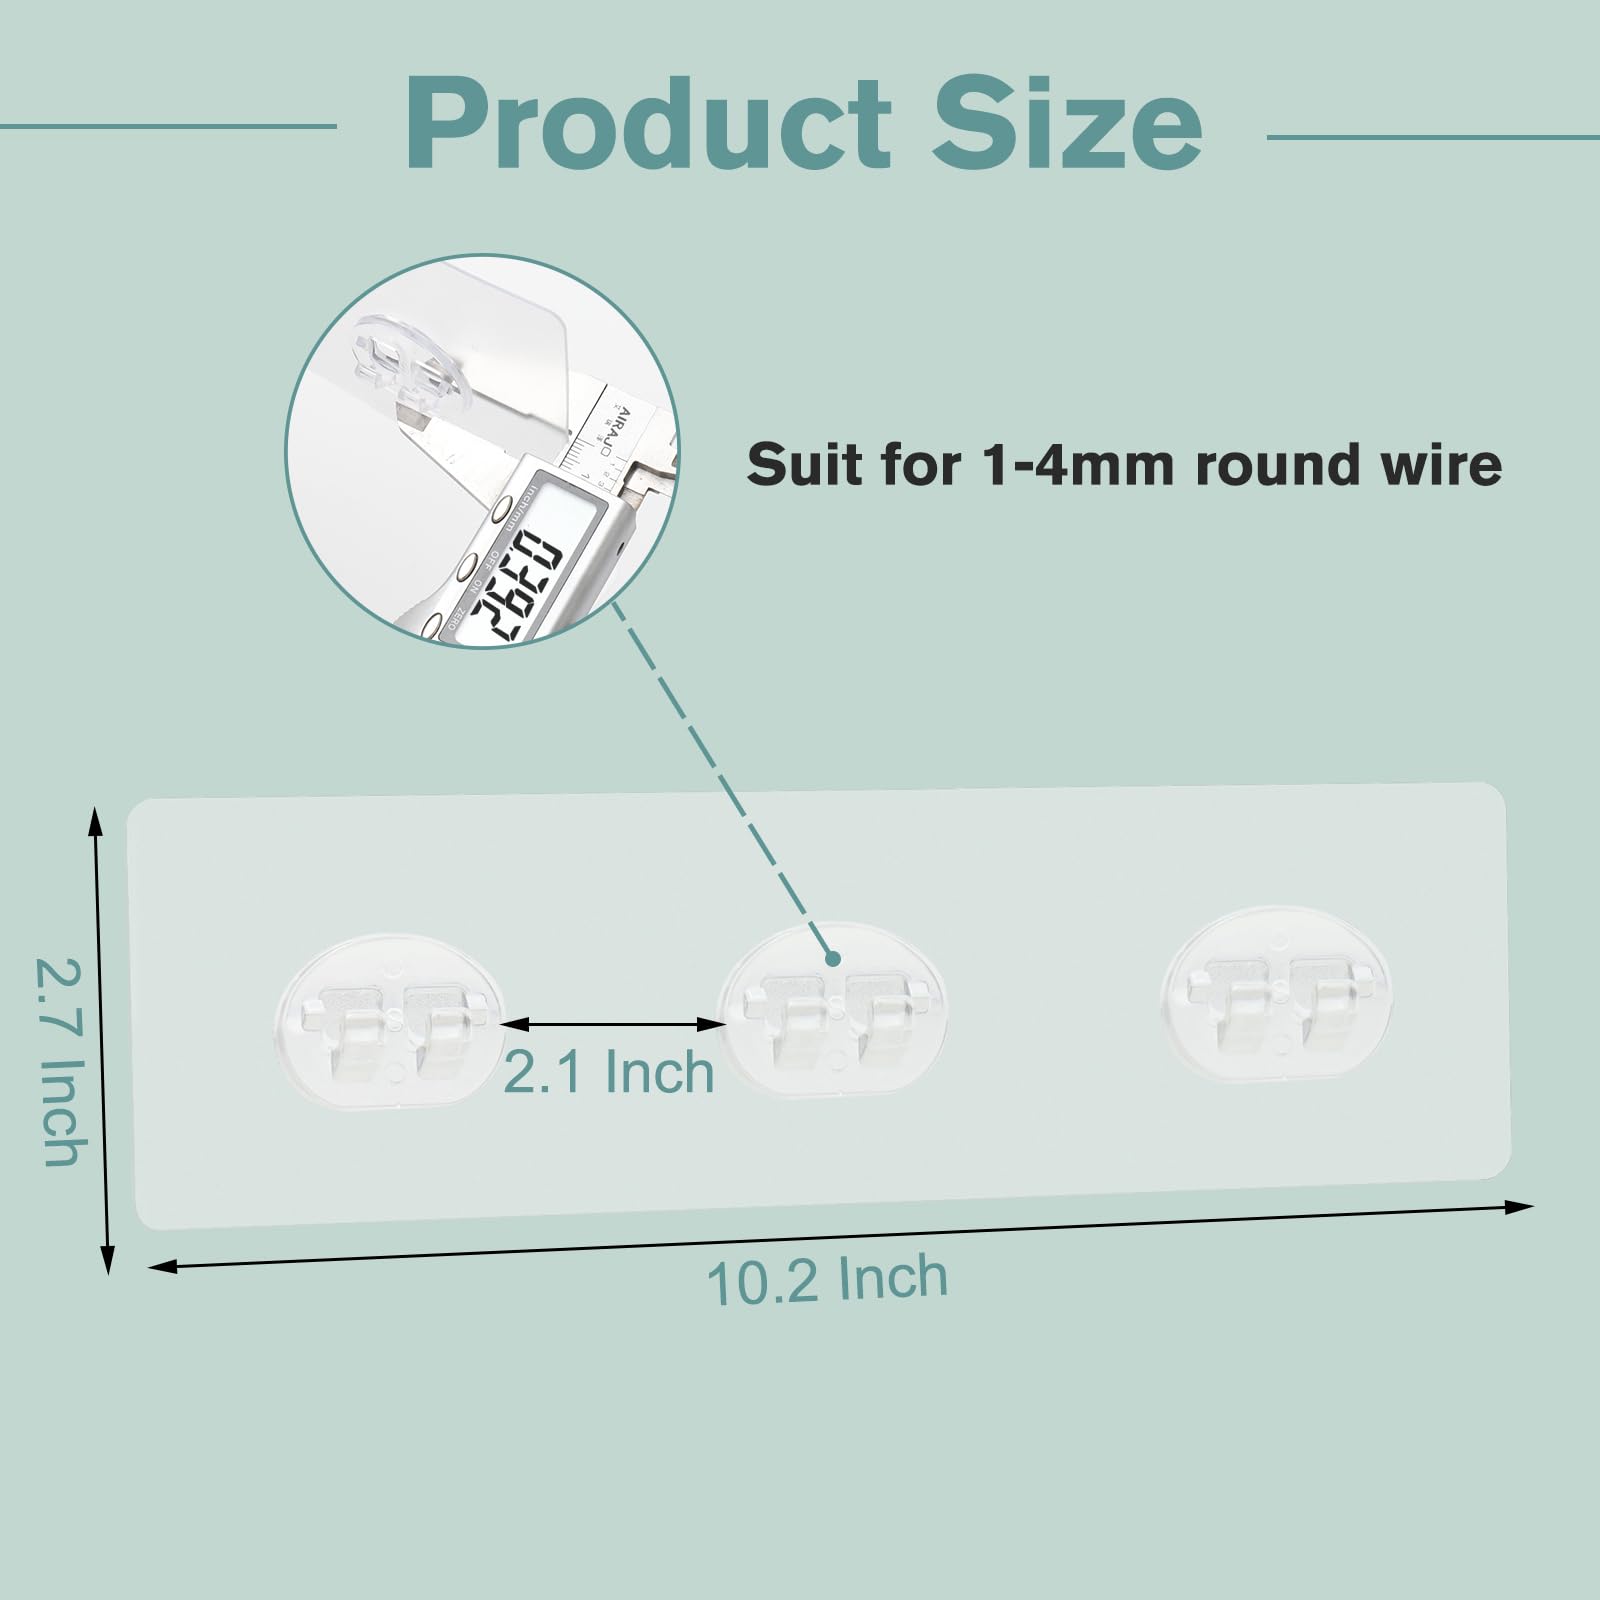 Product Size
Suit for 1-4mm round wire
AIRAJO
inch/mm
OFF ON
ZERO
0.392
2.1 Inch
2.7 Inch
10.2 Inch